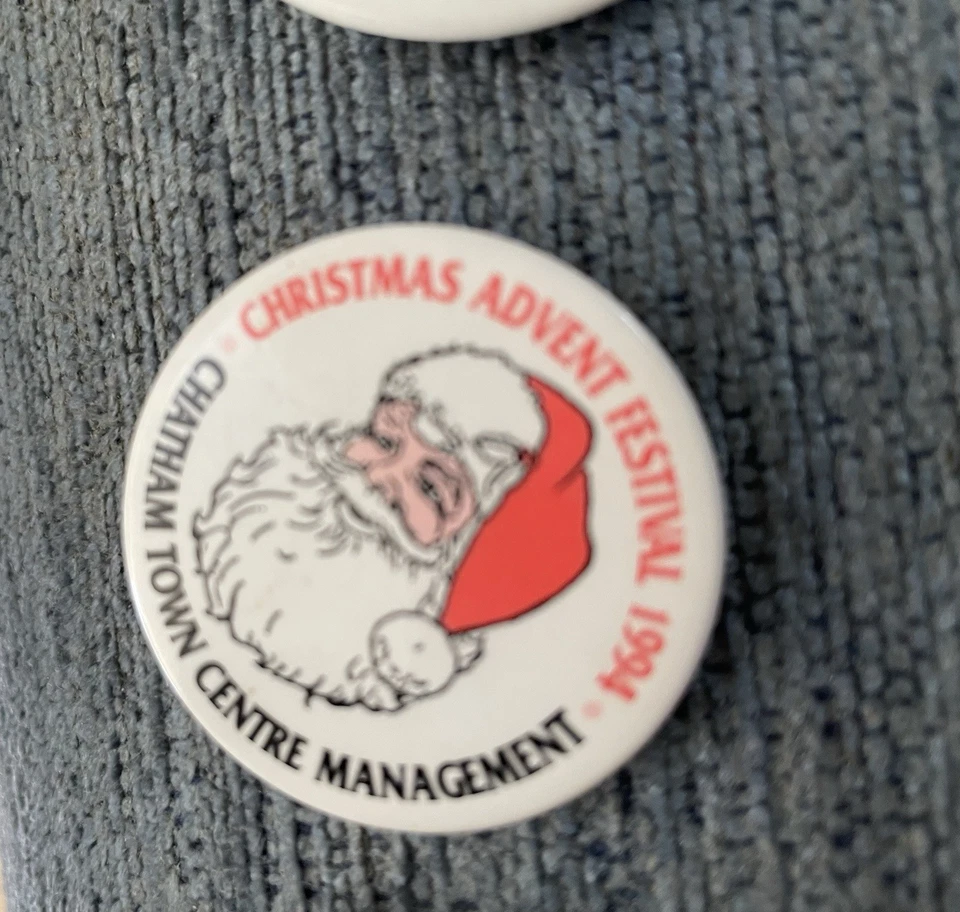 CHRISTMAS ADVENT FESTIVAL 1994
CHATHAM TOWN CENTRE MANAGEMENT